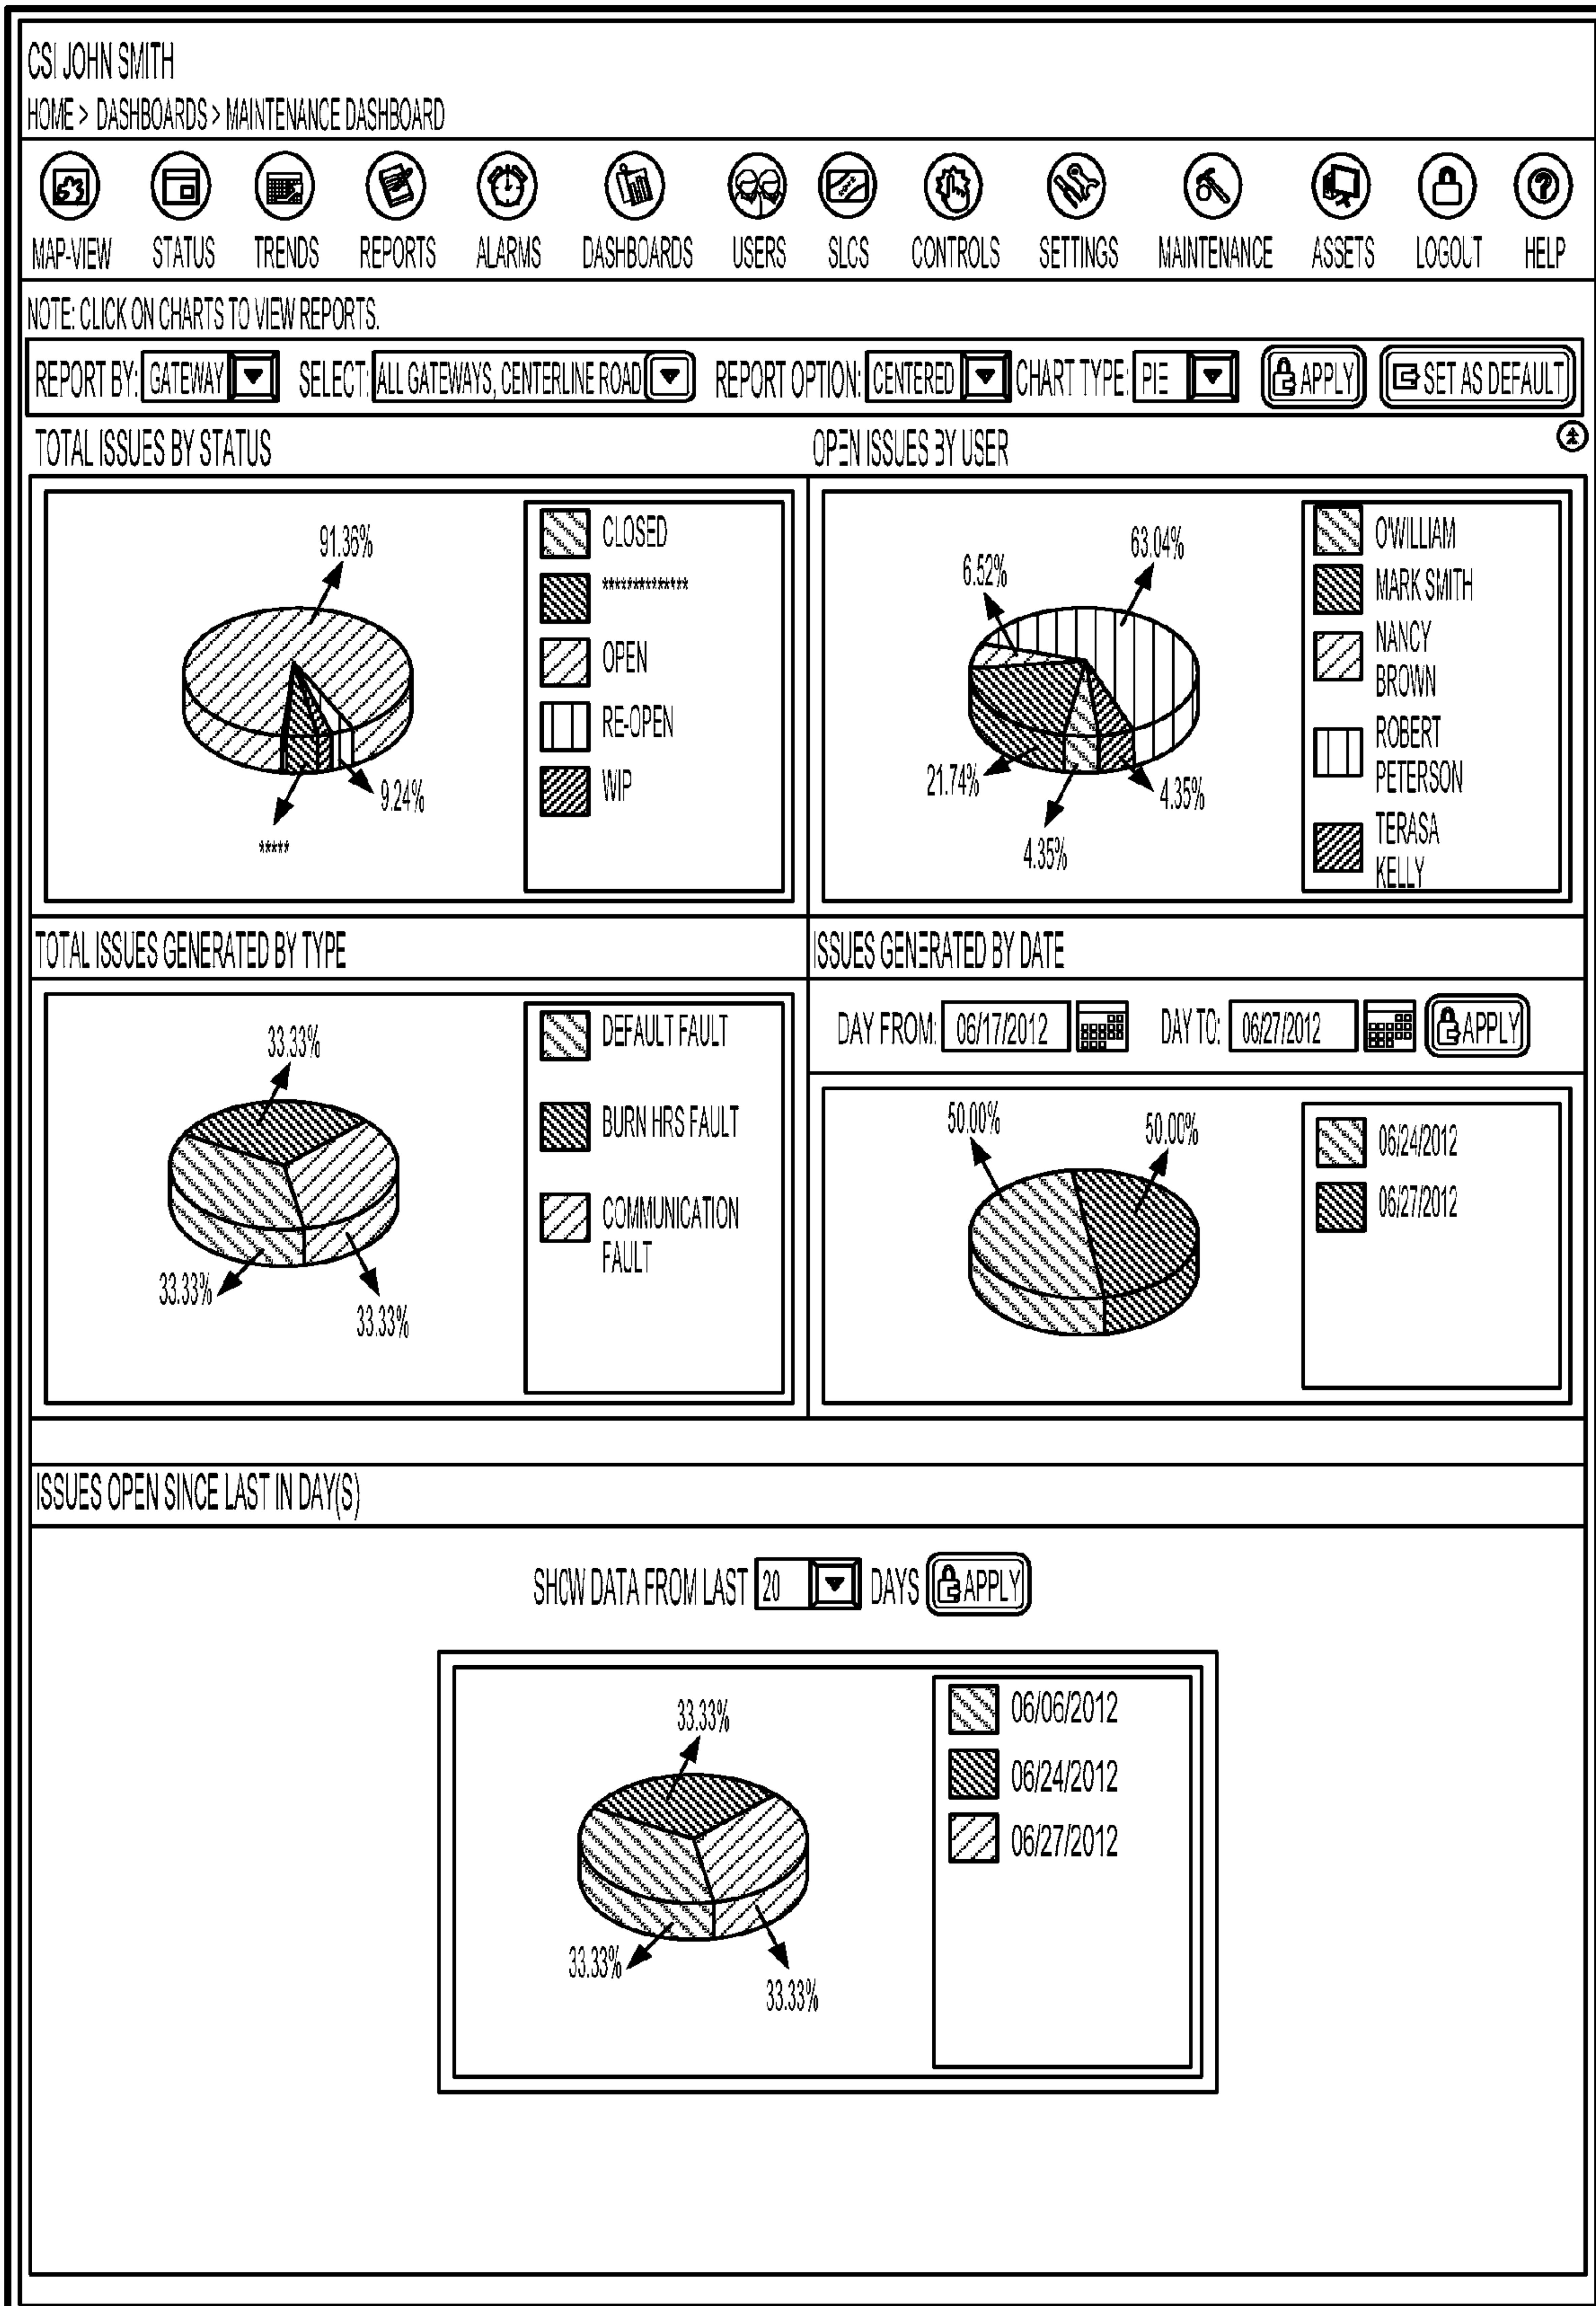 CSI JOHN SMITH
HOME > DASHBOARDS > MAINTENANCE DASHBOARD
MAP-VIEW STATUS TRENDS REPORTS ALARMS DASHBOARDS USERS SLCS CONTROLS SETTINGS MAINTENANCE ASSETS LOGOUT HELP
NOTE: CLICK ON CHARTS TO VIEW REPORTS.
REPORT BY: GATEWAY SELECT: ALL GATEWAYS, CENTERLINE ROAD REPORT OPTION: CENTERED CHART TYPE: PIE APPLY SET AS DEFAULT
TOTAL ISSUES BY STATUS
91.36%
9.24%
*****
CLOSED
**************
OPEN
RE-OPEN
WIP
OPEN ISSUES BY USER
63.04%
6.52%
21.74%
4.35%
4.35%
O'WILLIAM
MARK SMITH
NANCY
BROWN
ROBERT
PETERSON
TERASA
KELLY
TOTAL ISSUES GENERATED BY TYPE
33.33%
33.33%
33.33%
DEFAULT FAULT
BURN HRS FAULT
COMMUNICATION
FAULT
ISSUES GENERATED BY DATE
DAY FROM: 06/17/2012 DAY TO: 06/27/2012 APPLY
50.00%
50.00%
06/24/2012
06/27/2012
ISSUES OPEN SINCE LAST IN DAY(S)
SHOW DATA FROM LAST 20 DAYS APPLY
33.33%
33.33%
33.33%
06/06/2012
06/24/2012
06/27/2012